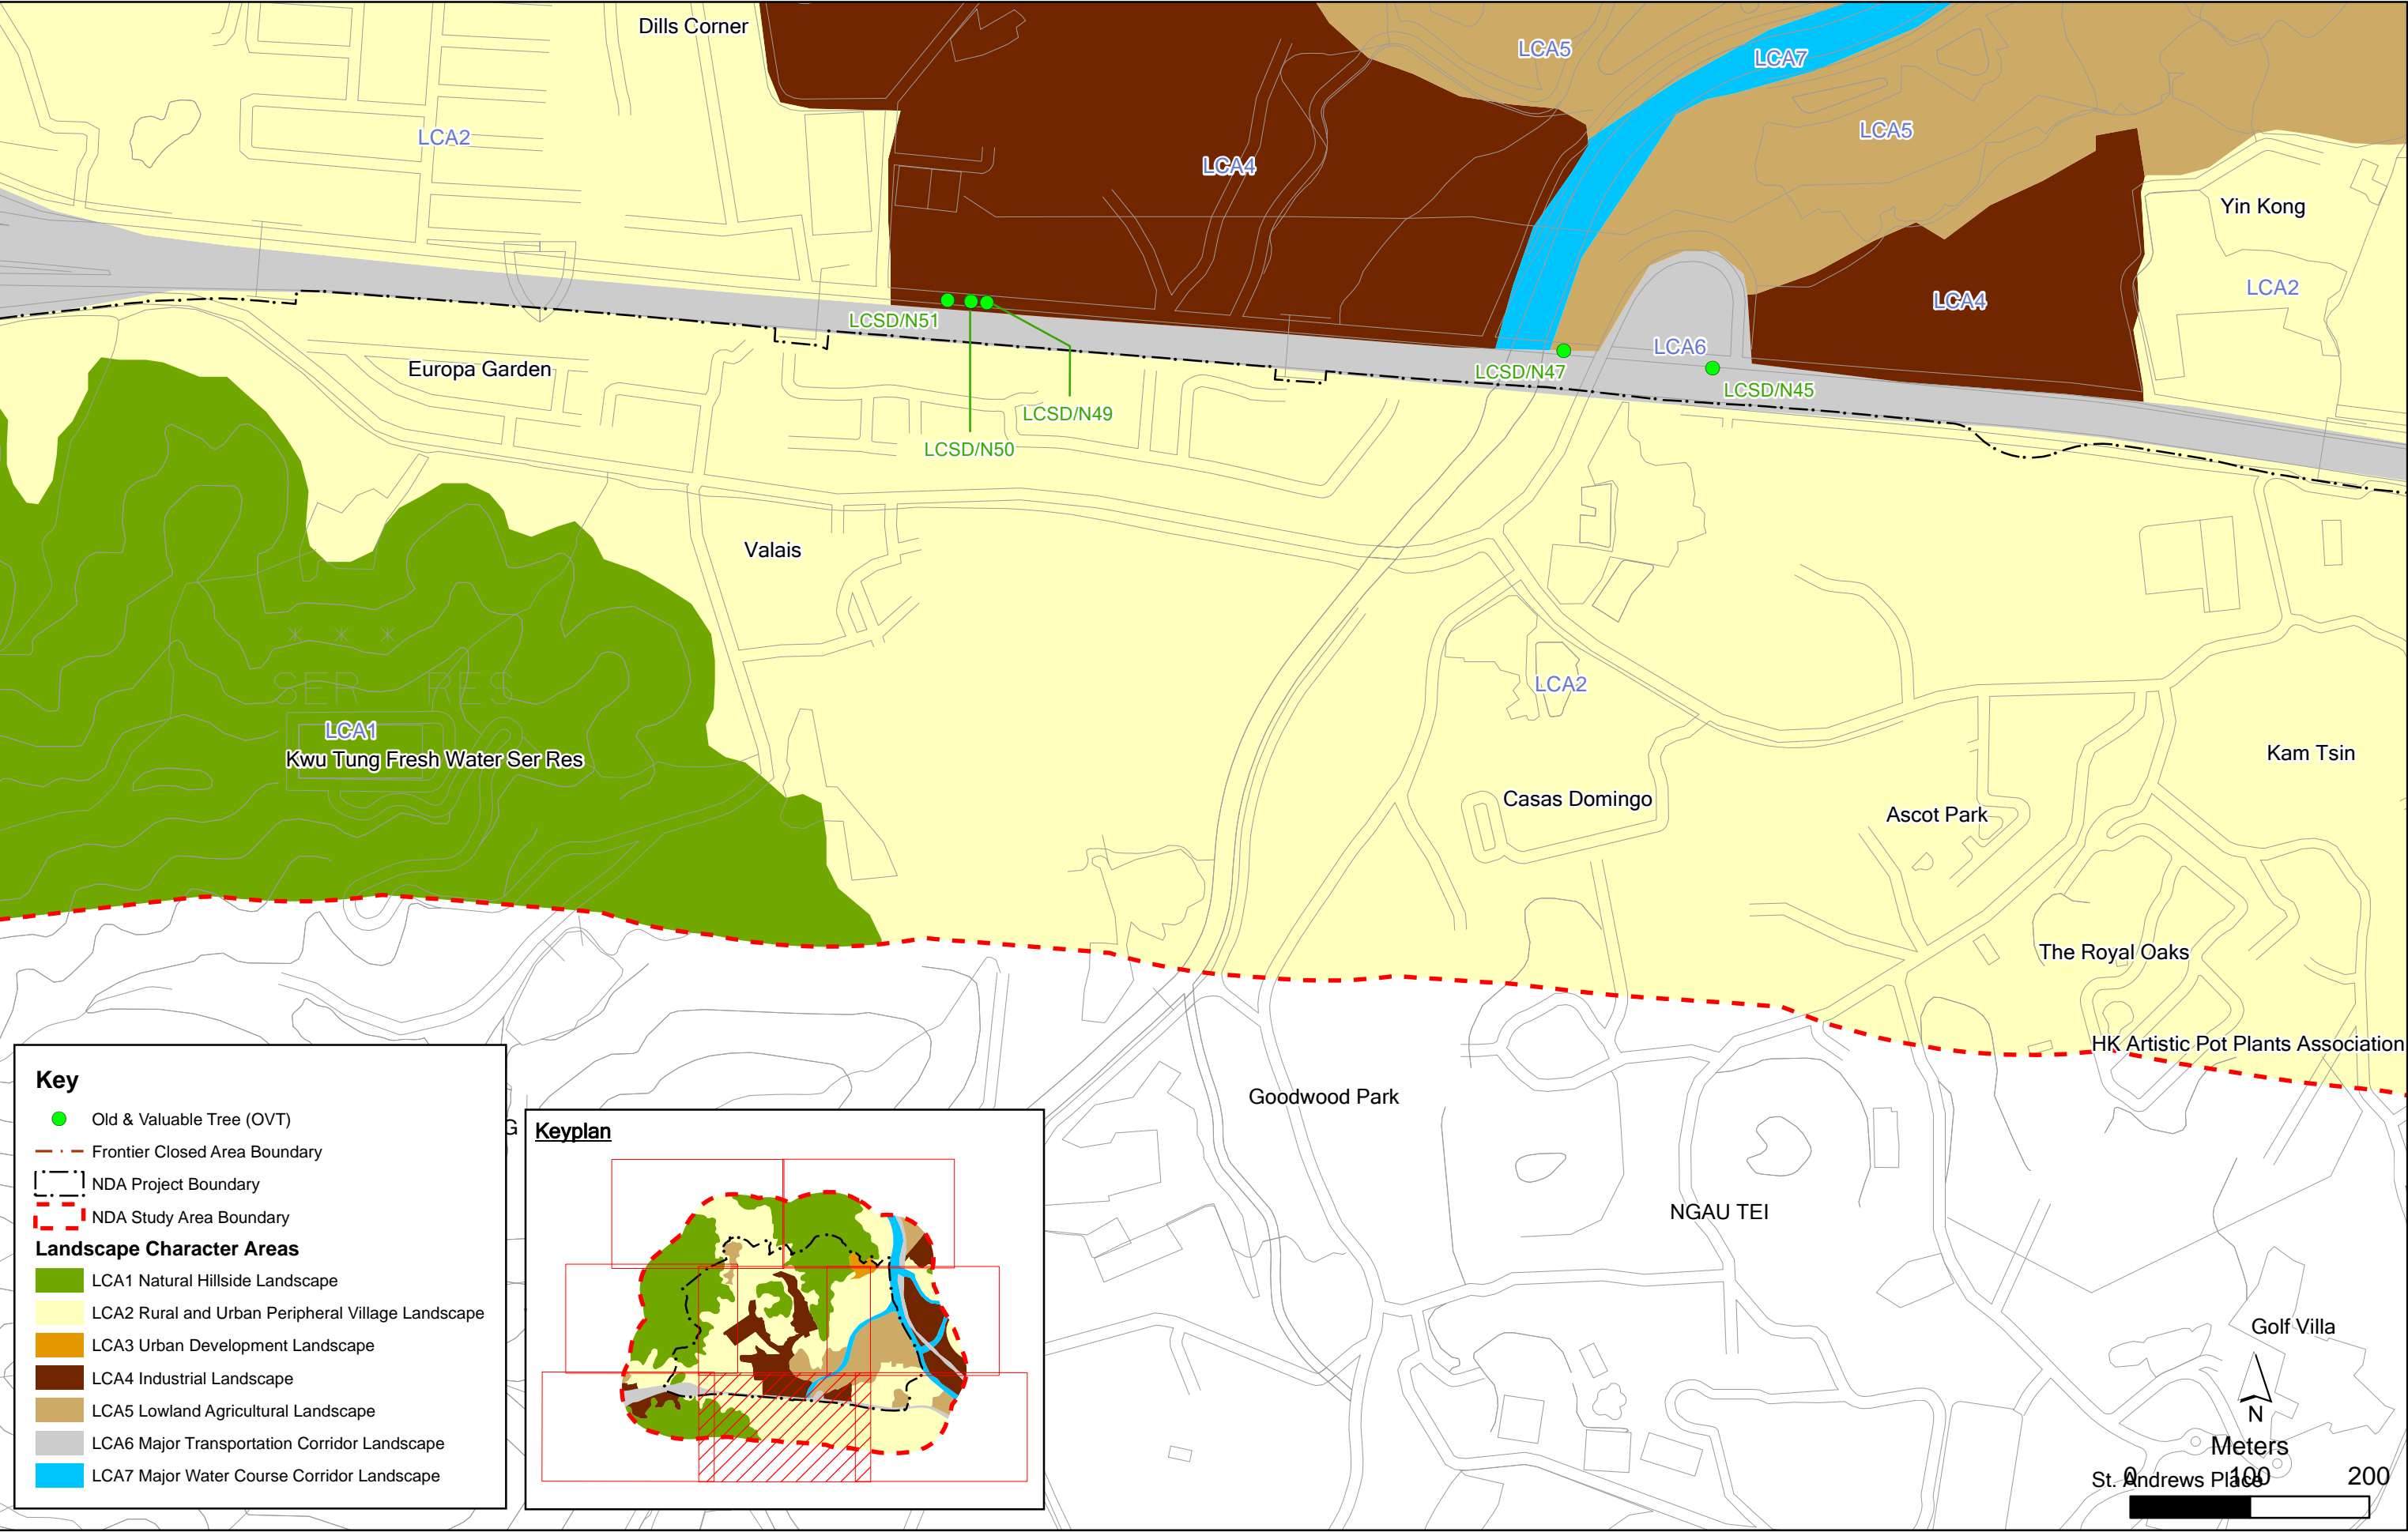 Dills Corner
LCA5
LCA7
LCA2
LCA4
LCA5
Yin Kong
LCA2
LCA4
LCSD/N51
LCA6
Europa Garden
LCSD/N47
LCSD/N45
LCSD/N49
LCSD/N50
Valais
SER RES
LCA2
LCA1
Kwu Tung Fresh Water Ser Res
Kam Tsin
Casas Domingo
Ascot Park
The Royal Oaks
HK Artistic Pot Plants Association
Goodwood Park
NGAU TEI
Golf Villa
G
Key
Old & Valuable Tree (OVT)
Frontier Closed Area Boundary
NDA Project Boundary
NDA Study Area Boundary
Landscape Character Areas
LCA1 Natural Hillside Landscape
LCA2 Rural and Urban Peripheral Village Landscape
LCA3 Urban Development Landscape
LCA4 Industrial Landscape
LCA5 Lowland Agricultural Landscape
LCA6 Major Transportation Corridor Landscape
LCA7 Major Water Course Corridor Landscape
Keyplan
N
Meters
St. Andrews Place
0 100 200